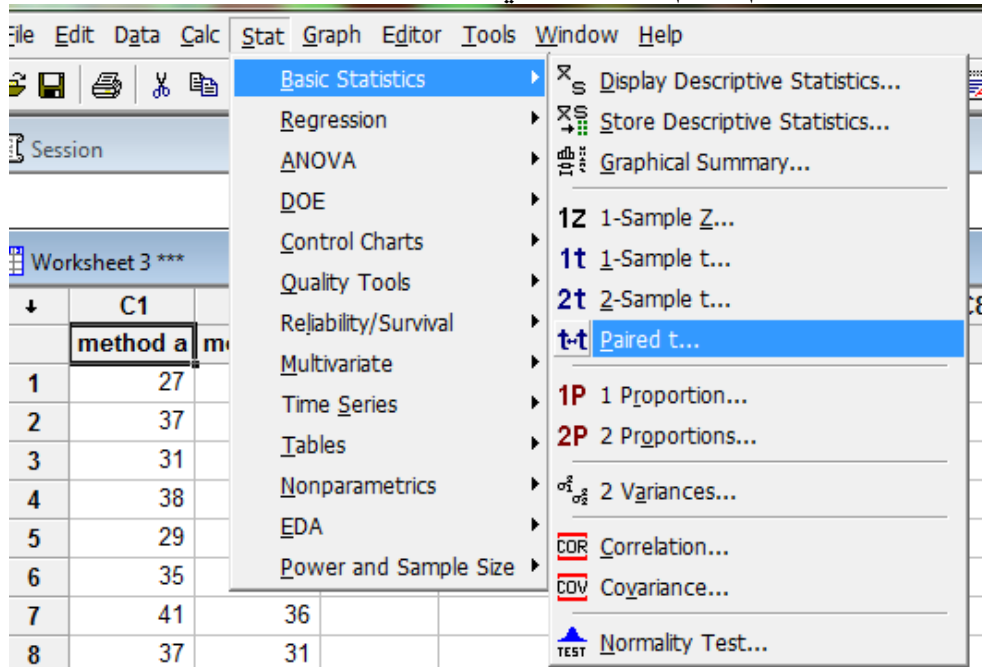 File Edit Data Calc Stat Graph Editor Tools Window Help
Session
Worksheet 3 ***
Basic Statistics
Regression
ANOVA
DOE
Control Charts
Quality Tools
Reliability/Survival
Multivariate
Time Series
Tables
Nonparametrics
EDA
Power and Sample Size
Display Descriptive Statistics...
Store Descriptive Statistics...
Graphical Summary...
1Z 1-Sample Z...
1t 1-Sample t...
2t 2-Sample t...
t-t Paired t...
1P 1 Proportion...
2P 2 Proportions...
2 Variances...
COR Correlation...
COV Covariance...
TEST Normality Test...
C1
method a
1 27
2 37
3 31
4 38
5 29
6 35
7 41 36
8 37 31